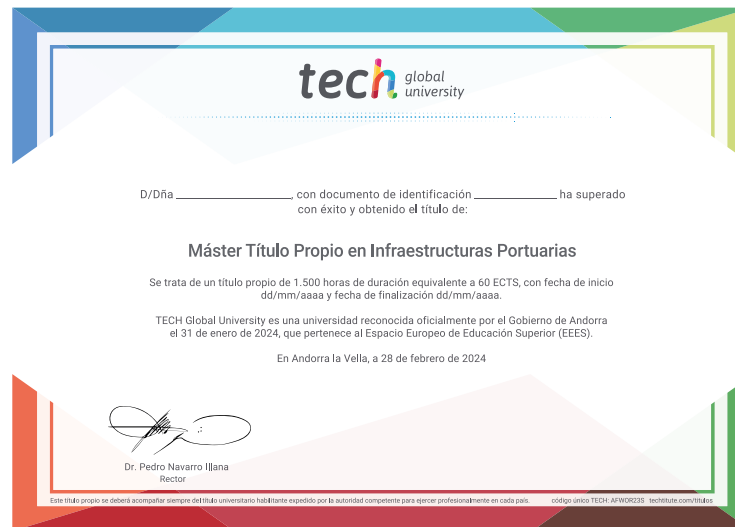 tech global university
D/Dña ____________________, con documento de identificación ______________ ha superado
con éxito y obtenido el título de:
Máster Título Propio en Infraestructuras Portuarias
Se trata de un título propio de 1.500 horas de duración equivalente a 60 ECTS, con fecha de inicio
dd/mm/aaaa y fecha de finalización dd/mm/aaaa.
TECH Global University es una universidad reconocida oficialmente por el Gobierno de Andorra
el 31 de enero de 2024, que pertenece al Espacio Europeo de Educación Superior (EEES).
En Andorra la Vella, a 28 de febrero de 2024
Dr. Pedro Navarro Illana
Rector
Este título propio se deberá acompañar siempre del título universitario habilitante expedido por la autoridad competente para ejercer profesionalmente en cada país. código único TECH: AFWOR23S techtitute.com/titulos